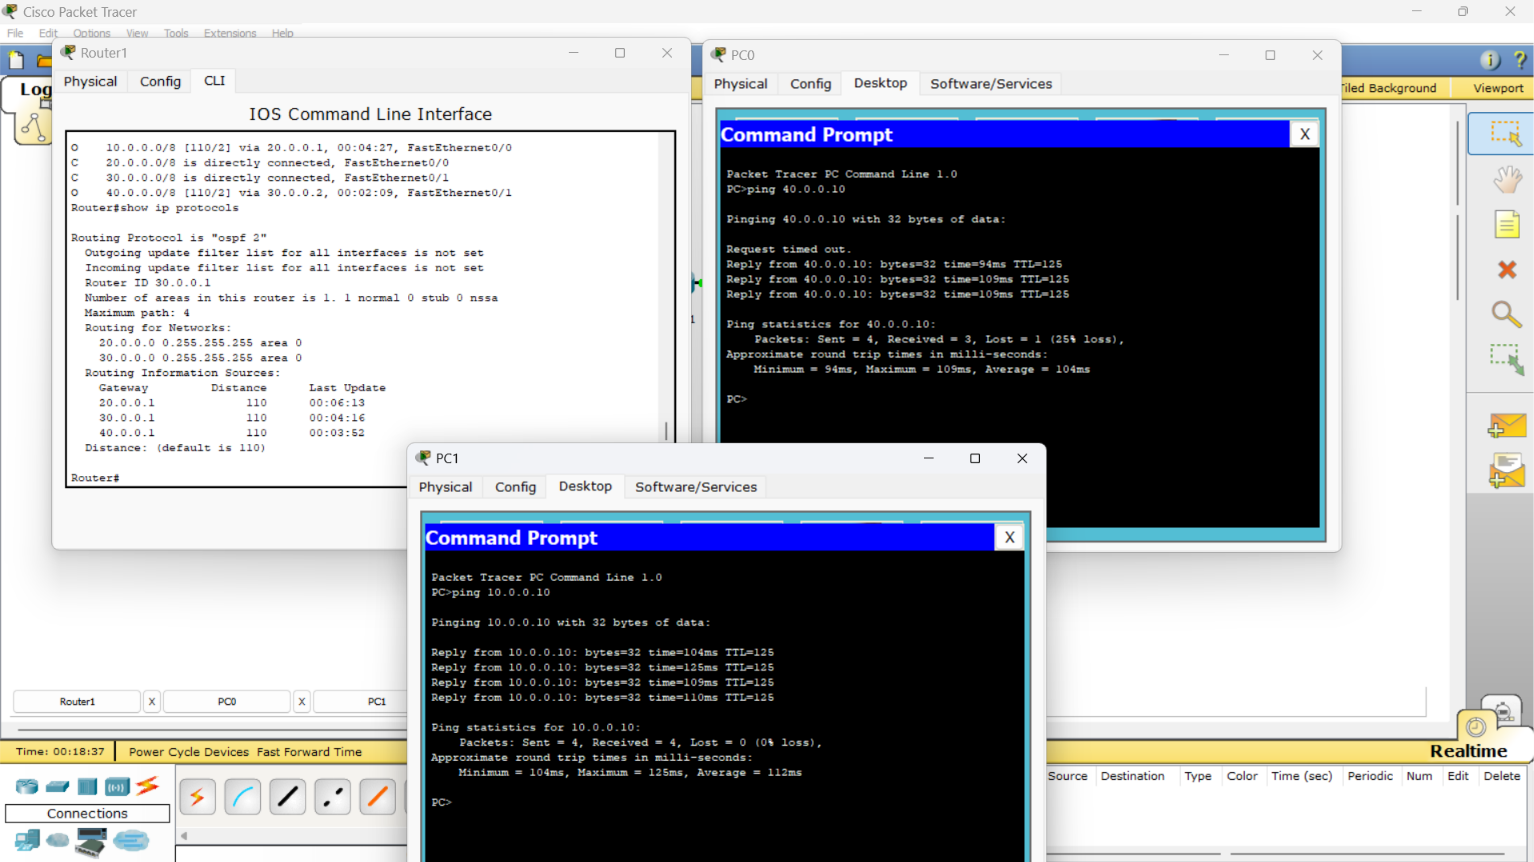 Cisco Packet Tracer
File Edit Options View Tools Extensions Help
Router1
Physical Config CLI
IOS Command Line Interface
O 10.0.0.0/8 [110/2] via 20.0.0.1, 00:04:27, FastEthernet0/0
C 20.0.0.0/8 is directly connected, FastEthernet0/0
C 30.0.0.0/8 is directly connected, FastEthernet0/1
O 40.0.0.0/8 [110/2] via 30.0.0.2, 00:02:09, FastEthernet0/1
Router#show ip protocols
Routing Protocol is "ospf 2"
Outgoing update filter list for all interfaces is not set
Incoming update filter list for all interfaces is not set
Router ID 30.0.0.1
Number of areas in this router is 1. 1 normal 0 stub 0 nssa
Maximum path: 4
Routing for Networks:
20.0.0.0 0.255.255.255 area 0
30.0.0.0 0.255.255.255 area 0
Routing Information Sources:
Gateway Distance Last Update
20.0.0.1 110 00:06:13
30.0.0.1 110 00:04:16
40.0.0.1 110 00:03:52
Distance: (default is 110)
Router#
PC0
Physical Config Desktop Software/Services
Command Prompt X
Packet Tracer PC Command Line 1.0
PC>ping 40.0.0.10
Pinging 40.0.0.10 with 32 bytes of data:
Request timed out.
Reply from 40.0.0.10: bytes=32 time=94ms TTL=125
Reply from 40.0.0.10: bytes=32 time=109ms TTL=125
Reply from 40.0.0.10: bytes=32 time=109ms TTL=125
Ping statistics for 40.0.0.10:
Packets: Sent = 4, Received = 3, Lost = 1 (25% loss),
Approximate round trip times in milli-seconds:
Minimum = 94ms, Maximum = 109ms, Average = 104ms
PC>
Viewport
Background
1
PC1
Physical Config Desktop Software/Services
Command Prompt X
Packet Tracer PC Command Line 1.0
PC>ping 10.0.0.10
Pinging 10.0.0.10 with 32 bytes of data:
Reply from 10.0.0.10: bytes=32 time=104ms TTL=125
Reply from 10.0.0.10: bytes=32 time=125ms TTL=125
Reply from 10.0.0.10: bytes=32 time=109ms TTL=125
Reply from 10.0.0.10: bytes=32 time=110ms TTL=125
Ping statistics for 10.0.0.10:
Packets: Sent = 4, Received = 4, Lost = 0 (0% loss),
Approximate round trip times in milli-seconds:
Minimum = 104ms, Maximum = 125ms, Average = 112ms
PC>
Router1 X PC0 X PC1
Time: 00:18:37 Power Cycle Devices Fast Forward Time
Realtime
Connections
Source Destination Type Color Time (sec) Periodic Num Edit Delete